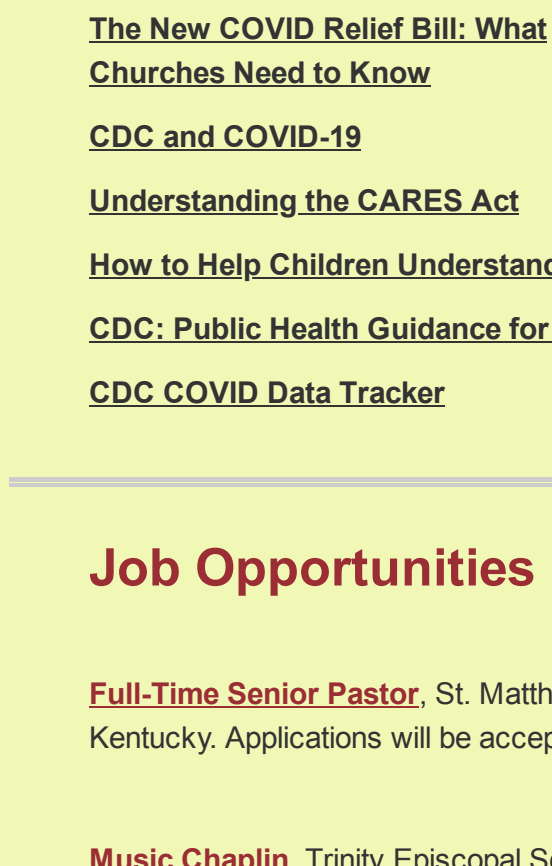 The New COVID Relief Bill: What
Churches Need to Know
CDC and COVID-19
Understanding the CARES Act
How to Help Children Understand
CDC: Public Health Guidance for
CDC COVID Data Tracker
Job Opportunities
Full-Time Senior Pastor, St. Matth
Kentucky. Applications will be accep
Music Chaplin, Trinity Episcopal